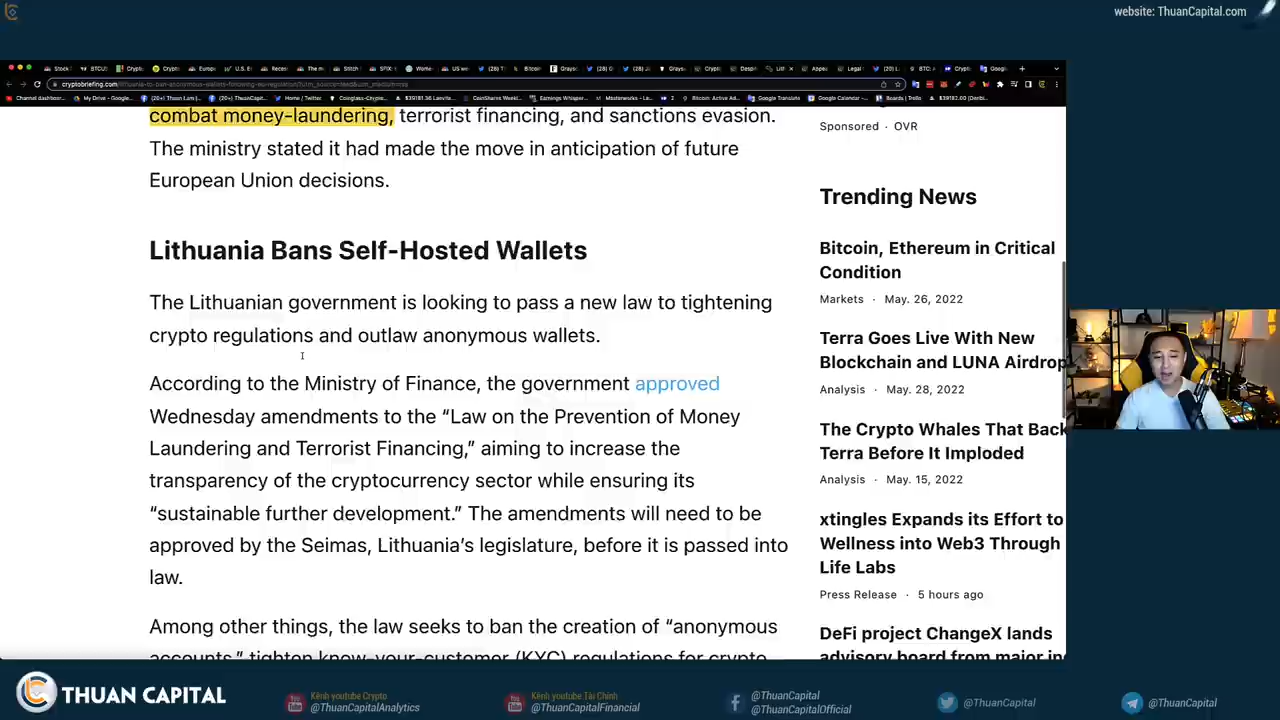 website: ThuanCapital.com
cryptobriefing.com
combat money-laundering, terrorist financing, and sanctions evasion.
The ministry stated it had made the move in anticipation of future
European Union decisions.
Lithuania Bans Self-Hosted Wallets
The Lithuanian government is looking to pass a new law to tightening
crypto regulations and outlaw anonymous wallets.
According to the Ministry of Finance, the government approved
Wednesday amendments to the “Law on the Prevention of Money
Laundering and Terrorist Financing,” aiming to increase the
transparency of the cryptocurrency sector while ensuring its
“sustainable further development.” The amendments will need to be
approved by the Seimas, Lithuania’s legislature, before it is passed into
law.
Among other things, the law seeks to ban the creation of “anonymous
accounts,” tighten know-your-customer (KYC) regulations for crypto
Sponsored · OVR
Trending News
Bitcoin, Ethereum in Critical
Condition
Markets · May. 26, 2022
Terra Goes Live With New
Blockchain and LUNA Airdrop
Analysis · May. 28, 2022
The Crypto Whales That Back
Terra Before It Imploded
Analysis · May. 15, 2022
xtingles Expands its Effort to
Wellness into Web3 Through
Life Labs
Press Release · 5 hours ago
DeFi project ChangeX lands
advisory board from major in
THUAN CAPITAL
Kênh youtube Crypto
@ThuanCapitalAnalytics
Kênh youtube Tài Chính
@ThuanCapitalFinancial
@ThuanCapital
@ThuanCapitalOfficial
@ThuanCapital
@ThuanCapital